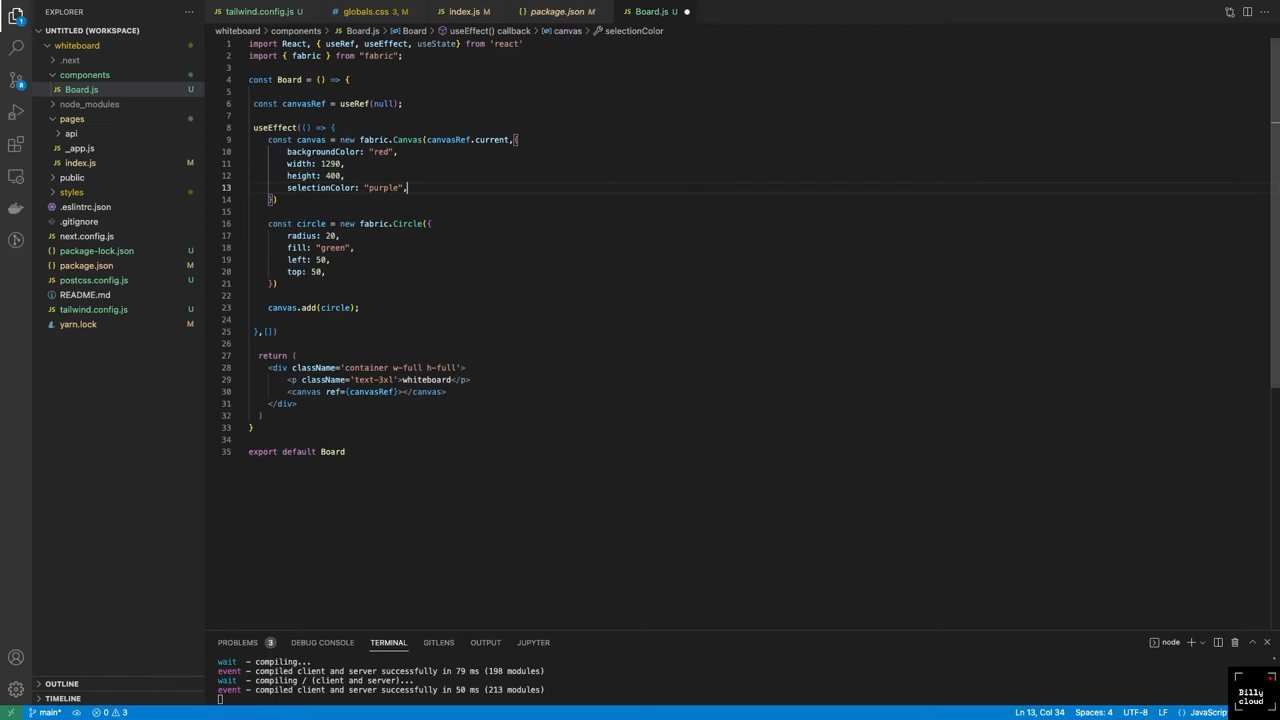 EXPLORER
tailwind.config.js U
globals.css 3, M
index.js M
package.json M
Board.js U
UNTITLED (WORKSPACE)
whiteboard
.next
components
Board.js U
node_modules
pages
api
_app.js
index.js M
public
styles
.eslintrc.json
.gitignore
next.config.js
package-lock.json U
package.json M
postcss.config.js U
README.md
tailwind.config.js U
yarn.lock M
OUTLINE
TIMELINE
whiteboard > components > Board.js > Board > useEffect() callback > canvas > selectionColor
1 import React, { useRef, useEffect, useState} from 'react'
2 import { fabric } from "fabric";
3
4 const Board = () => {
5
6 const canvasRef = useRef(null);
7
8 useEffect(() => {
9 const canvas = new fabric.Canvas(canvasRef.current,{
10 backgroundColor: "red",
11 width: 1290,
12 height: 400,
13 selectionColor: "purple",
14 })
15
16 const circle = new fabric.Circle({
17 radius: 20,
18 fill: "green",
19 left: 50,
20 top: 50,
21 })
22
23 canvas.add(circle);
24
25 },[])
26
27 return (
28 <div className='container w-full h-full'>
29 <p className='text-3xl'>whiteboard</p>
30 <canvas ref={canvasRef}></canvas>
31 </div>
32 )
33 }
34
35 export default Board
PROBLEMS 3 DEBUG CONSOLE TERMINAL GITLENS OUTPUT JUPYTER
node
wait - compiling...
event - compiled client and server successfully in 79 ms (198 modules)
wait - compiling / (client and server)...
event - compiled client and server successfully in 50 ms (213 modules)
main* 0 3
Ln 13, Col 34 Spaces: 4 UTF-8 LF {} JavaScript
1
8
Billy
cloud